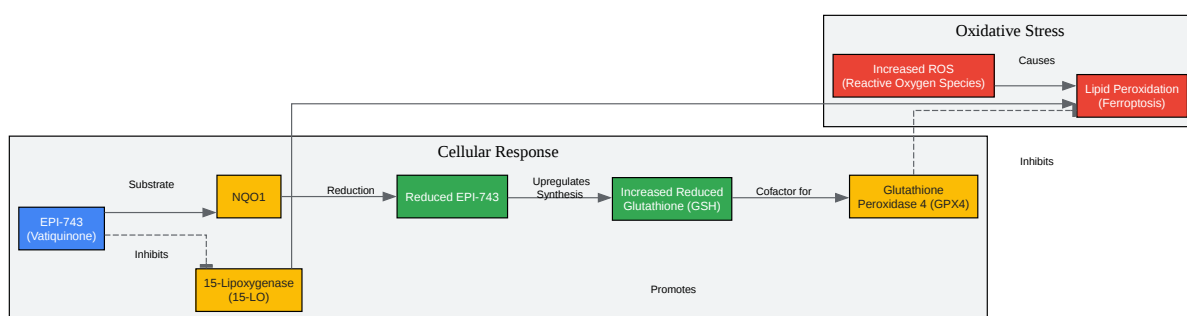 Oxidative Stress
Increased ROS
(Reactive Oxygen Species)
Causes
Lipid Peroxidation
(Ferroptosis)
Cellular Response
Inhibits
Substrate
NQO1
Reduction
Reduced EPI-743
Upregulates
Synthesis
Increased Reduced
Glutathione (GSH)
Cofactor for
Glutathione
Peroxidase 4 (GPX4)
EPI-743
(Vatiquinone)
Inhibits
15-Lipoxygenase
(15-LO)
Promotes